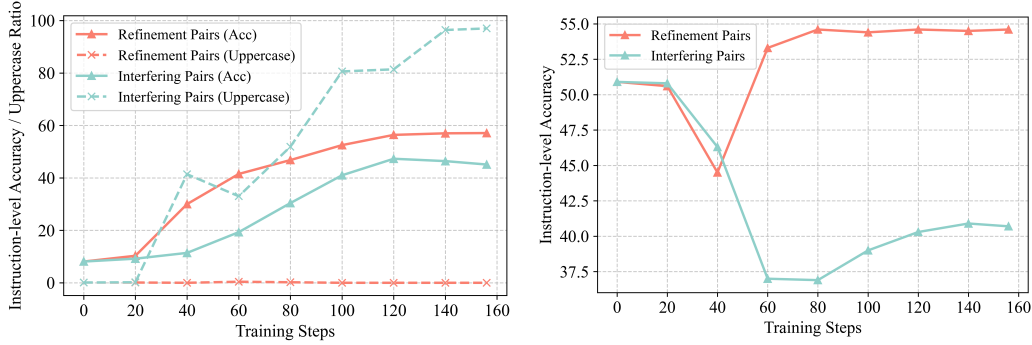 Instruction-level Accuracy / Uppercase Ratio
100
80
60
40
20
0
Refinement Pairs (Acc)
Refinement Pairs (Uppercase)
Interfering Pairs (Acc)
Interfering Pairs (Uppercase)
0 20 40 60 80 100 120 140 160
Training Steps
Instruction-level Accuracy
55.0
52.5
50.0
47.5
45.0
42.5
40.0
37.5
Refinement Pairs
Interfering Pairs
0 20 40 60 80 100 120 140 160
Training Steps